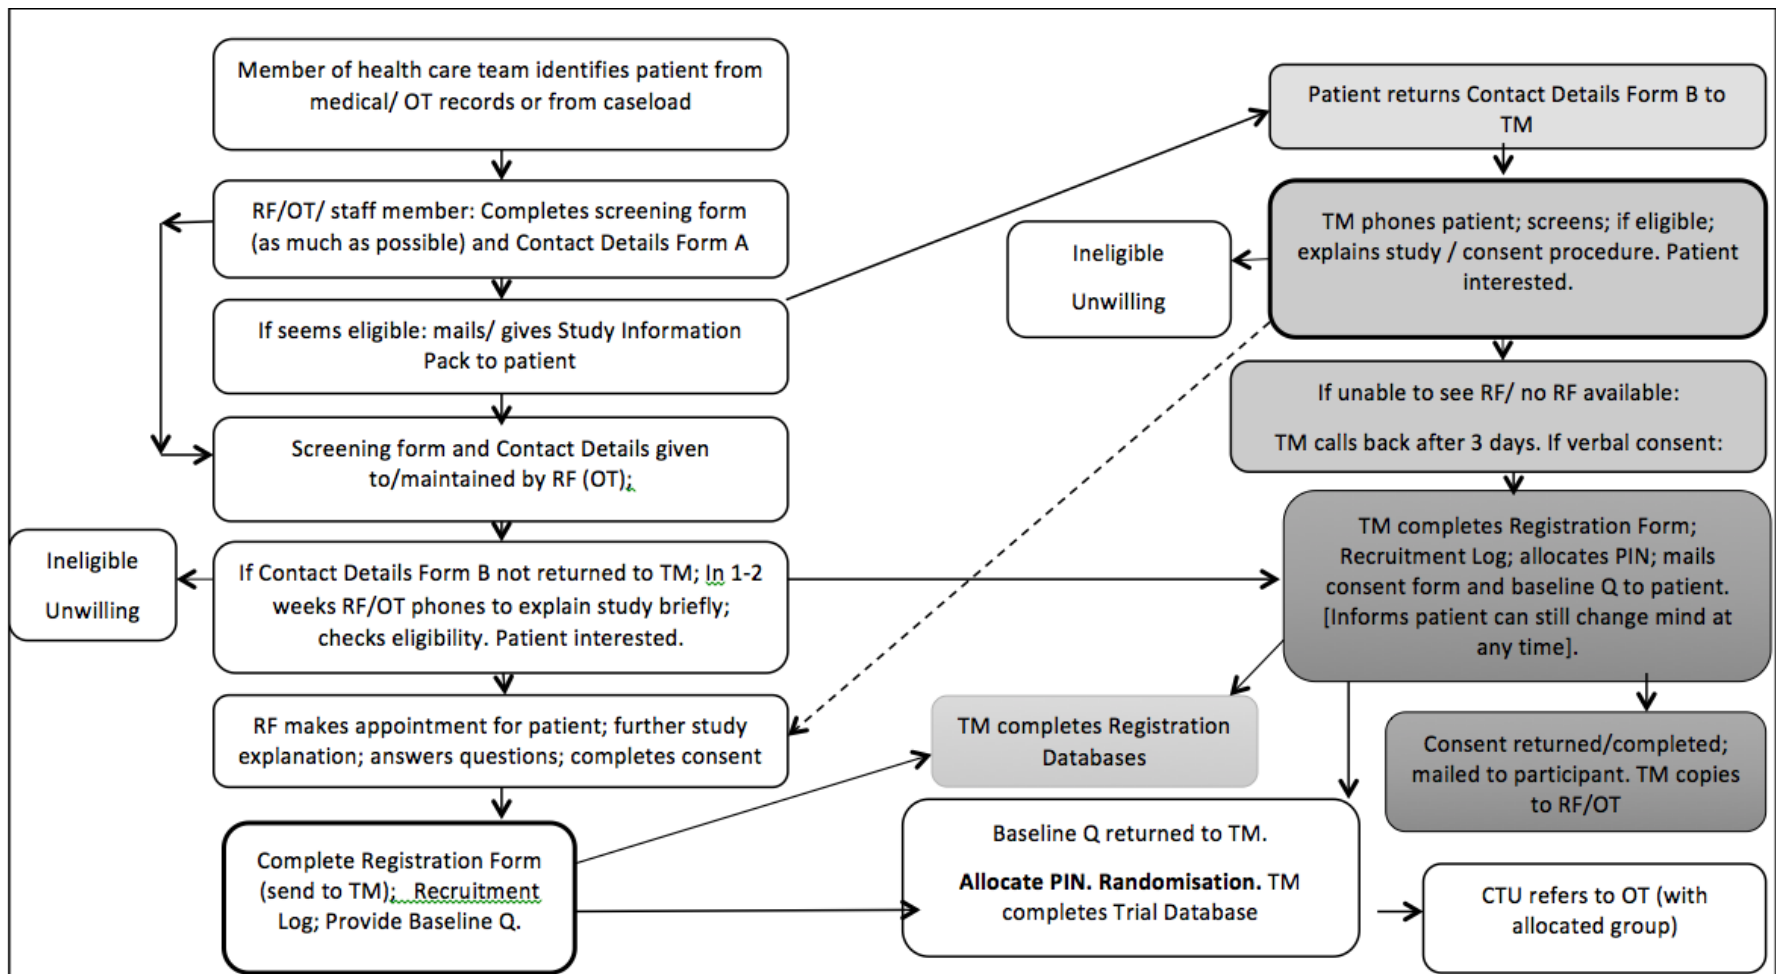 Member of health care team identifies patient from
medical/ OT records or from caseload
RF/OT/ staff member: Completes screening form
(as much as possible) and Contact Details Form A
If seems eligible: mails/ gives Study Information
Pack to patient
Screening form and Contact Details given
to/maintained by RF (OT);
Ineligible
Unwilling
If Contact Details Form B not returned to TM; In 1-2
weeks RF/OT phones to explain study briefly;
checks eligibility. Patient interested.
RF makes appointment for patient; further study
explanation; answers questions; completes consent
Complete Registration Form
(send to TM); Recruitment
Log; Provide Baseline Q.
Patient returns Contact Details Form B to
TM
Ineligible
Unwilling
TM phones patient; screens; if eligible;
explains study / consent procedure. Patient
interested.
If unable to see RF/ no RF available:
TM calls back after 3 days. If verbal consent:
TM completes Registration Form;
Recruitment Log; allocates PIN; mails
consent form and baseline Q to patient.
[Informs patient can still change mind at
any time].
TM completes Registration
Databases
Consent returned/completed;
mailed to participant. TM copies
to RF/OT
Baseline Q returned to TM.
Allocate PIN. Randomisation. TM
completes Trial Database
CTU refers to OT (with
allocated group)